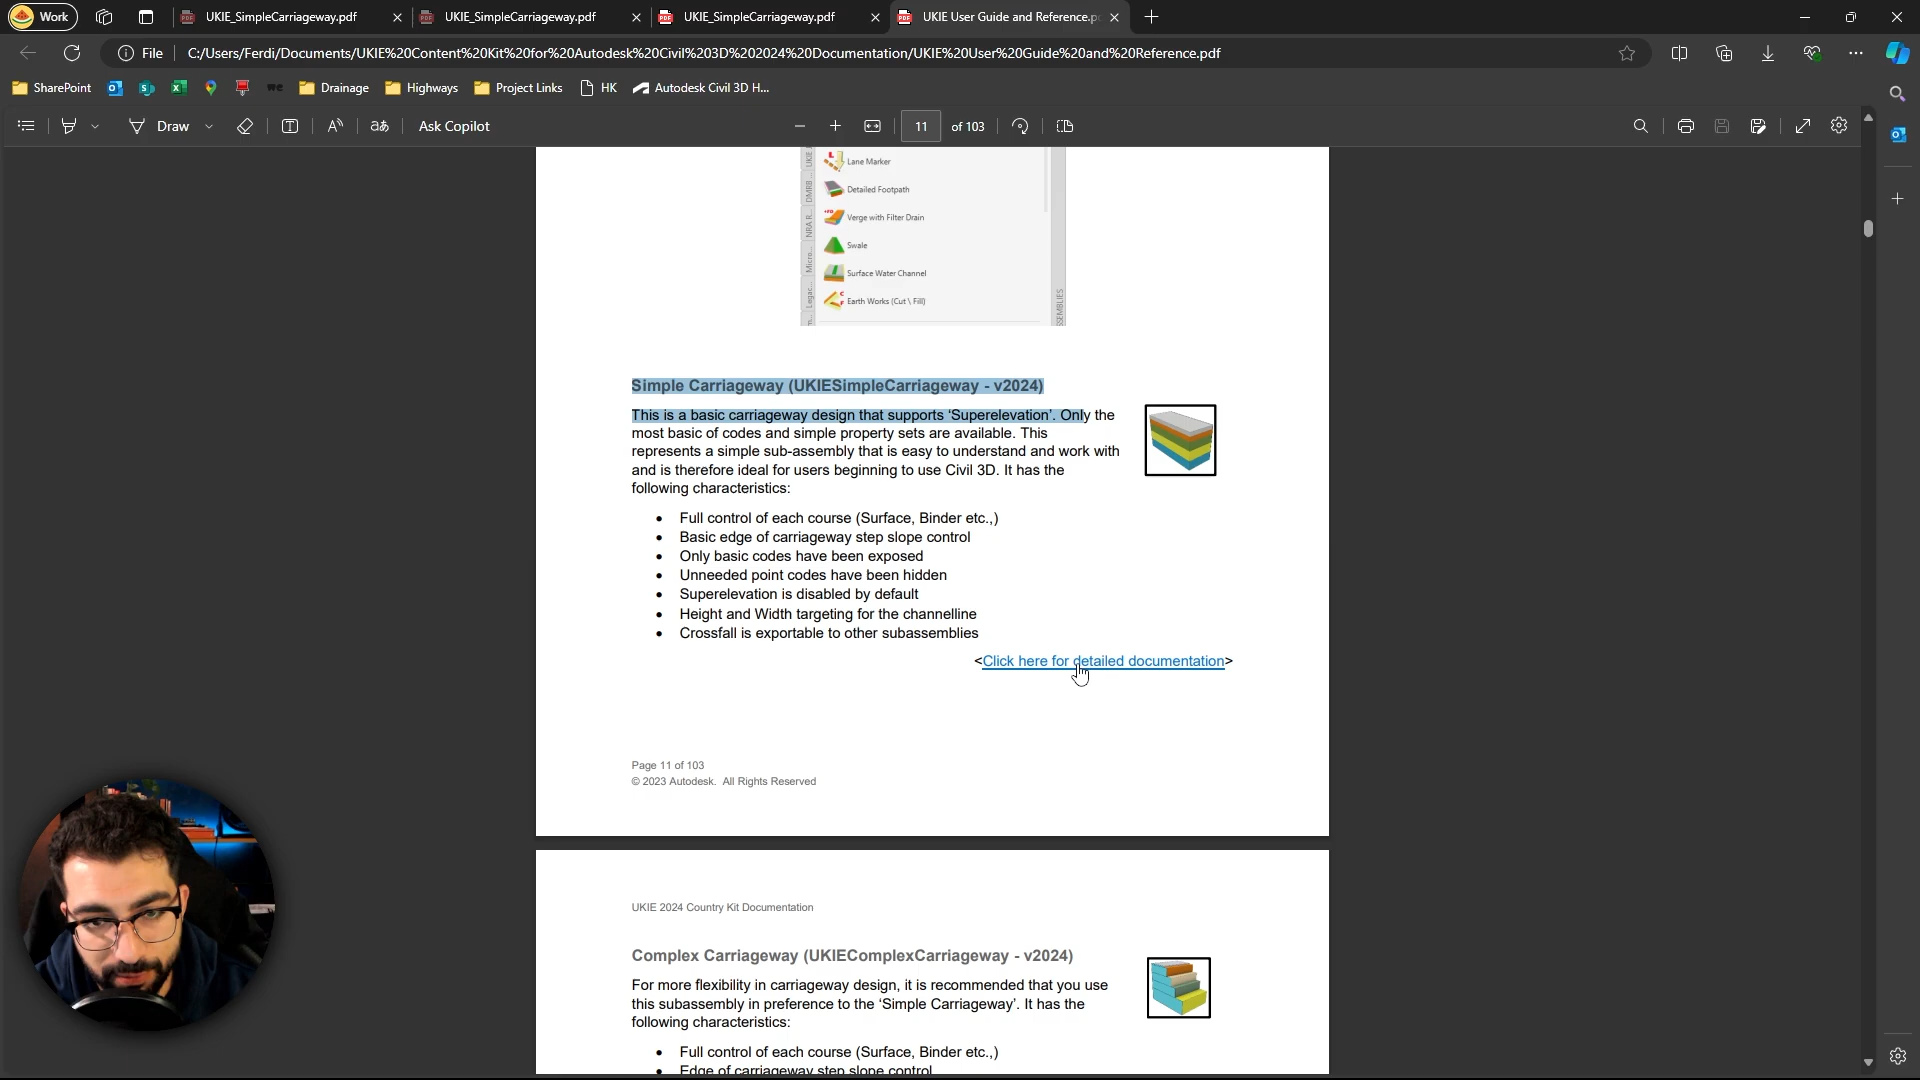 Work
UKIE_SimpleCarriageway.pdf
UKIE_SimpleCarriageway.pdf
UKIE_SimpleCarriageway.pdf
UKIE User Guide and Reference.p
File
C:/Users/Ferdi/Documents/UKIE%20Content%20Kit%20for%20Autodesk%20Civil%203D%202024%20Documentation/UKIE%20User%20Guide%20and%20Reference.pdf
SharePoint
Drainage
Highways
Project Links
HK
Autodesk Civil 3D H...
Draw
Ask Copilot
11 of 103
Lane Marker
Detailed Footpath
Verge with Filter Drain
Swale
Surface Water Channel
Earth Works (Cut \ Fill)
DMRB ...
NRA R...
Micro...
Legac...
SEMBLIES
Simple Carriageway (UKIESimpleCarriageway - v2024)
This is a basic carriageway design that supports ‘Superelevation’. Only the
most basic of codes and simple property sets are available. This
represents a simple sub-assembly that is easy to understand and work with
and is therefore ideal for users beginning to use Civil 3D. It has the
following characteristics:
• Full control of each course (Surface, Binder etc.,)
• Basic edge of carriageway step slope control
• Only basic codes have been exposed
• Unneeded point codes have been hidden
• Superelevation is disabled by default
• Height and Width targeting for the channelline
• Crossfall is exportable to other subassemblies
<Click here for detailed documentation>
Page 11 of 103
© 2023 Autodesk. All Rights Reserved
UKIE 2024 Country Kit Documentation
Complex Carriageway (UKIEComplexCarriageway - v2024)
For more flexibility in carriageway design, it is recommended that you use
this subassembly in preference to the ‘Simple Carriageway’. It has the
following characteristics:
• Full control of each course (Surface, Binder etc.,)
• Edge of carriageway step slope control